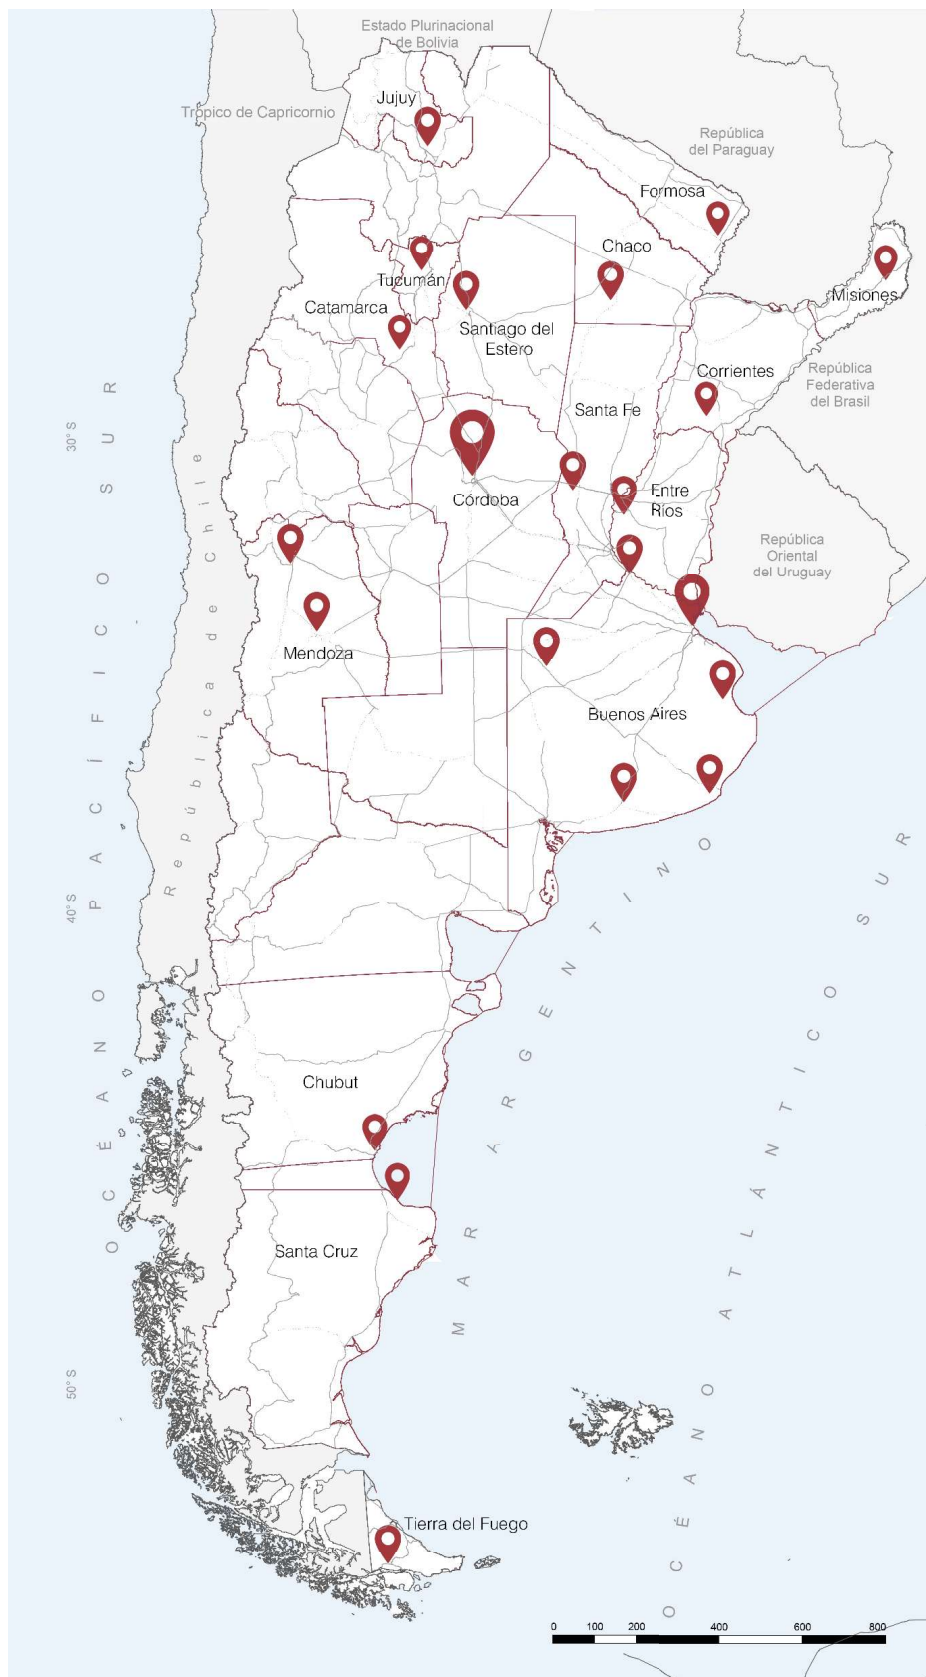 Estado Plurinacional
de Bolivia
Jujuy
Trópico de Capricornio
República
del Paraguay
Formosa
Chaco
Tucumán
Misiones
Catamarca
Santiago del
Estero
Corrientes
República
Federativa
del Brasil
Santa Fe
30° S
Córdoba
Entre
Ríos
República
Oriental
del Uruguay
Mendoza
Buenos Aires
República de Chile
OCÉANO PACÍFICO SUR
40° S
MAR ARGENTINO
OCÉANO ATLÁNTICO SUR
Chubut
Santa Cruz
50° S
Tierra del Fuego
0 100 200 400 600 800